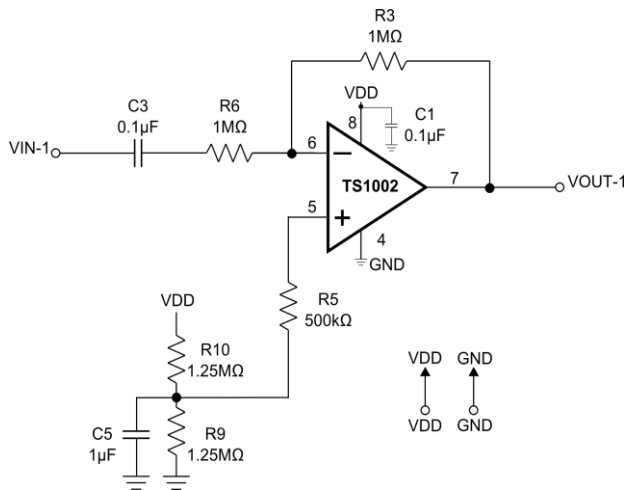 R3
1MΩ
VDD
C3
0.1µF
R6
1MΩ
8
C1
0.1µF
VIN-1
6
−
TS1002
7
VOUT-1
5
+
4
GND
VDD
R5
500kΩ
R10
1.25MΩ
VDD
GND
C5
1µF
R9
1.25MΩ
VDD
GND